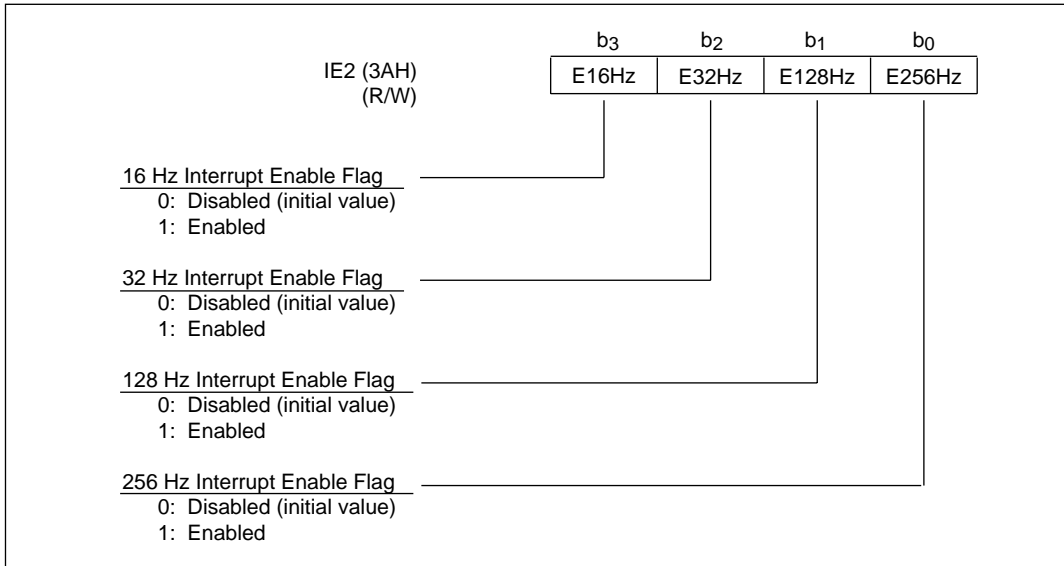 b3 b2 b1 b0
IE2 (3AH) E16Hz E32Hz E128Hz E256Hz
(R/W)
16 Hz Interrupt Enable Flag
0: Disabled (initial value)
1: Enabled
32 Hz Interrupt Enable Flag
0: Disabled (initial value)
1: Enabled
128 Hz Interrupt Enable Flag
0: Disabled (initial value)
1: Enabled
256 Hz Interrupt Enable Flag
0: Disabled (initial value)
1: Enabled